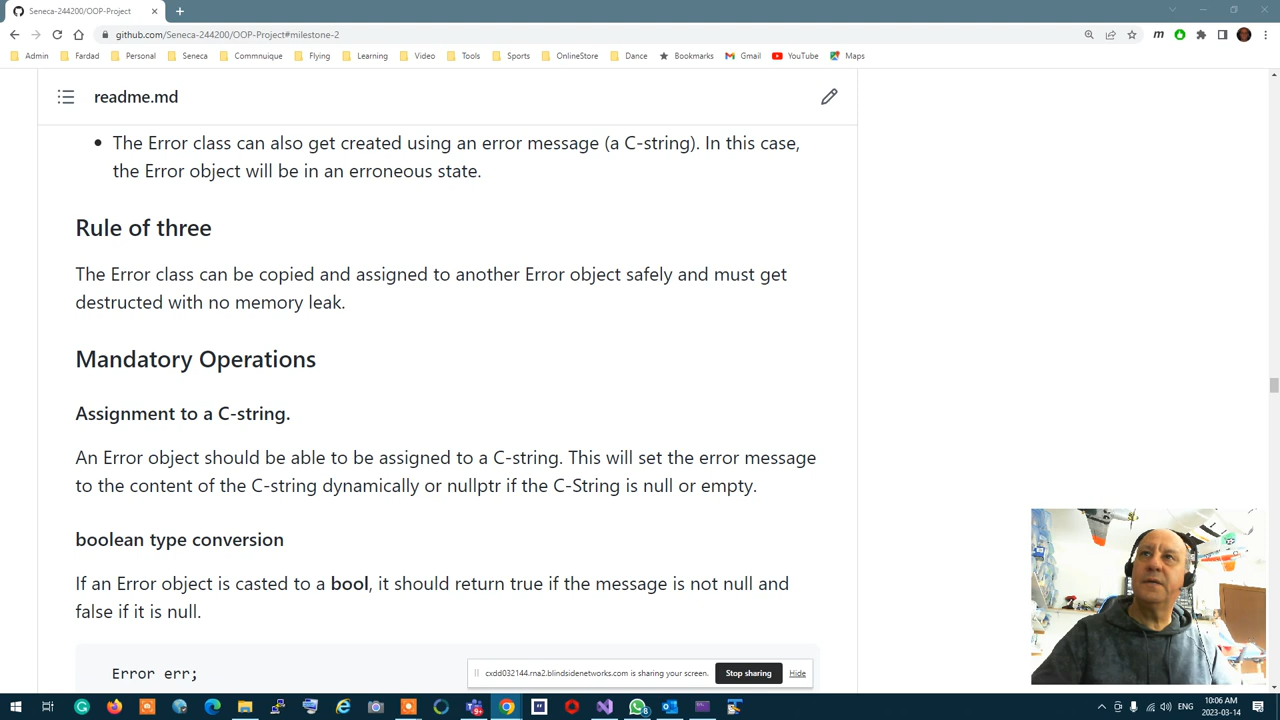 Seneca-244200/OOP-Project
github.com/Seneca-244200/OOP-Project#milestone-2
Admin Fardad Personal Seneca Commnuique Flying Learning Video Tools Sports OnlineStore Dance Bookmarks Gmail YouTube Maps
readme.md
• The Error class can also get created using an error message (a C-string). In this case,
the Error object will be in an erroneous state.
Rule of three
The Error class can be copied and assigned to another Error object safely and must get
destructed with no memory leak.
Mandatory Operations
Assignment to a C-string.
An Error object should be able to be assigned to a C-string. This will set the error message
to the content of the C-string dynamically or nullptr if the C-String is null or empty.
boolean type conversion
If an Error object is casted to a bool, it should return true if the message is not null and
false if it is null.
Error err;
cxdd032144.rna2.blindsidenetworks.com is sharing your screen. Stop sharing Hide
ENG
10:06 AM
2023-03-14